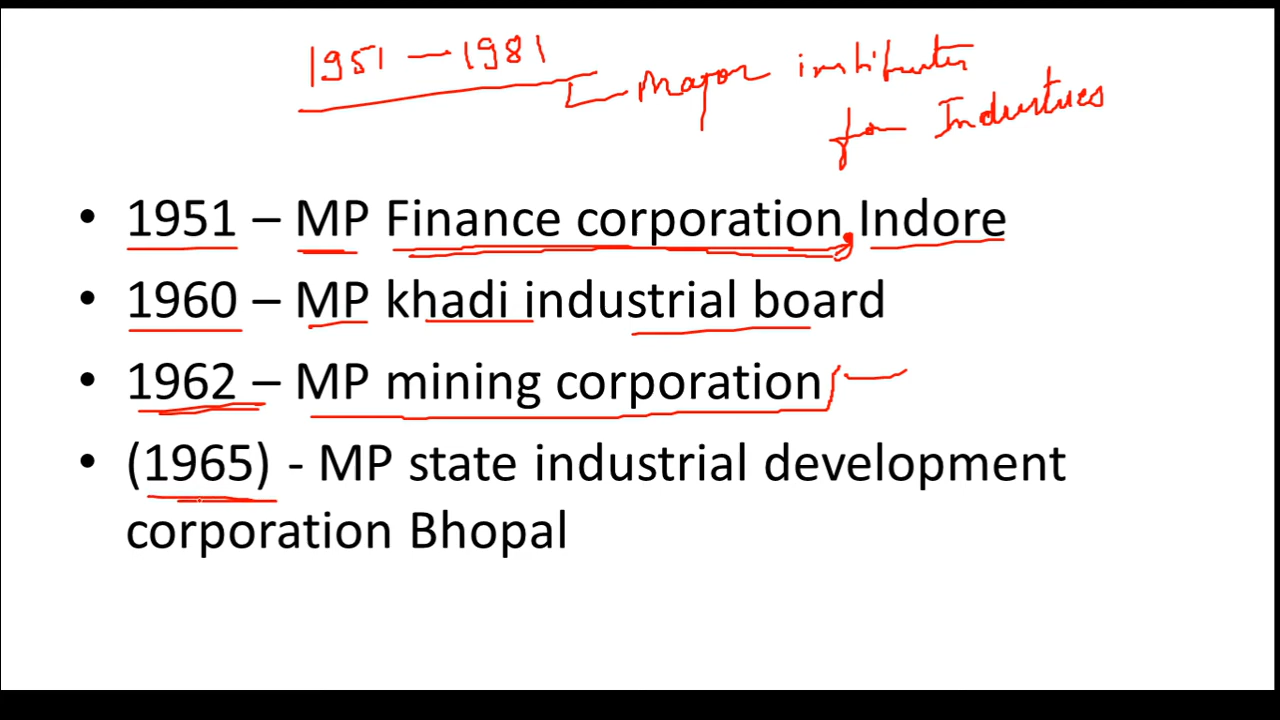 1951 — 1981
Major institutes
for Industries
• 1951 – MP Finance corporation, Indore
• 1960 – MP khadi industrial board
• 1962 – MP mining corporation
• (1965) - MP state industrial development
corporation Bhopal